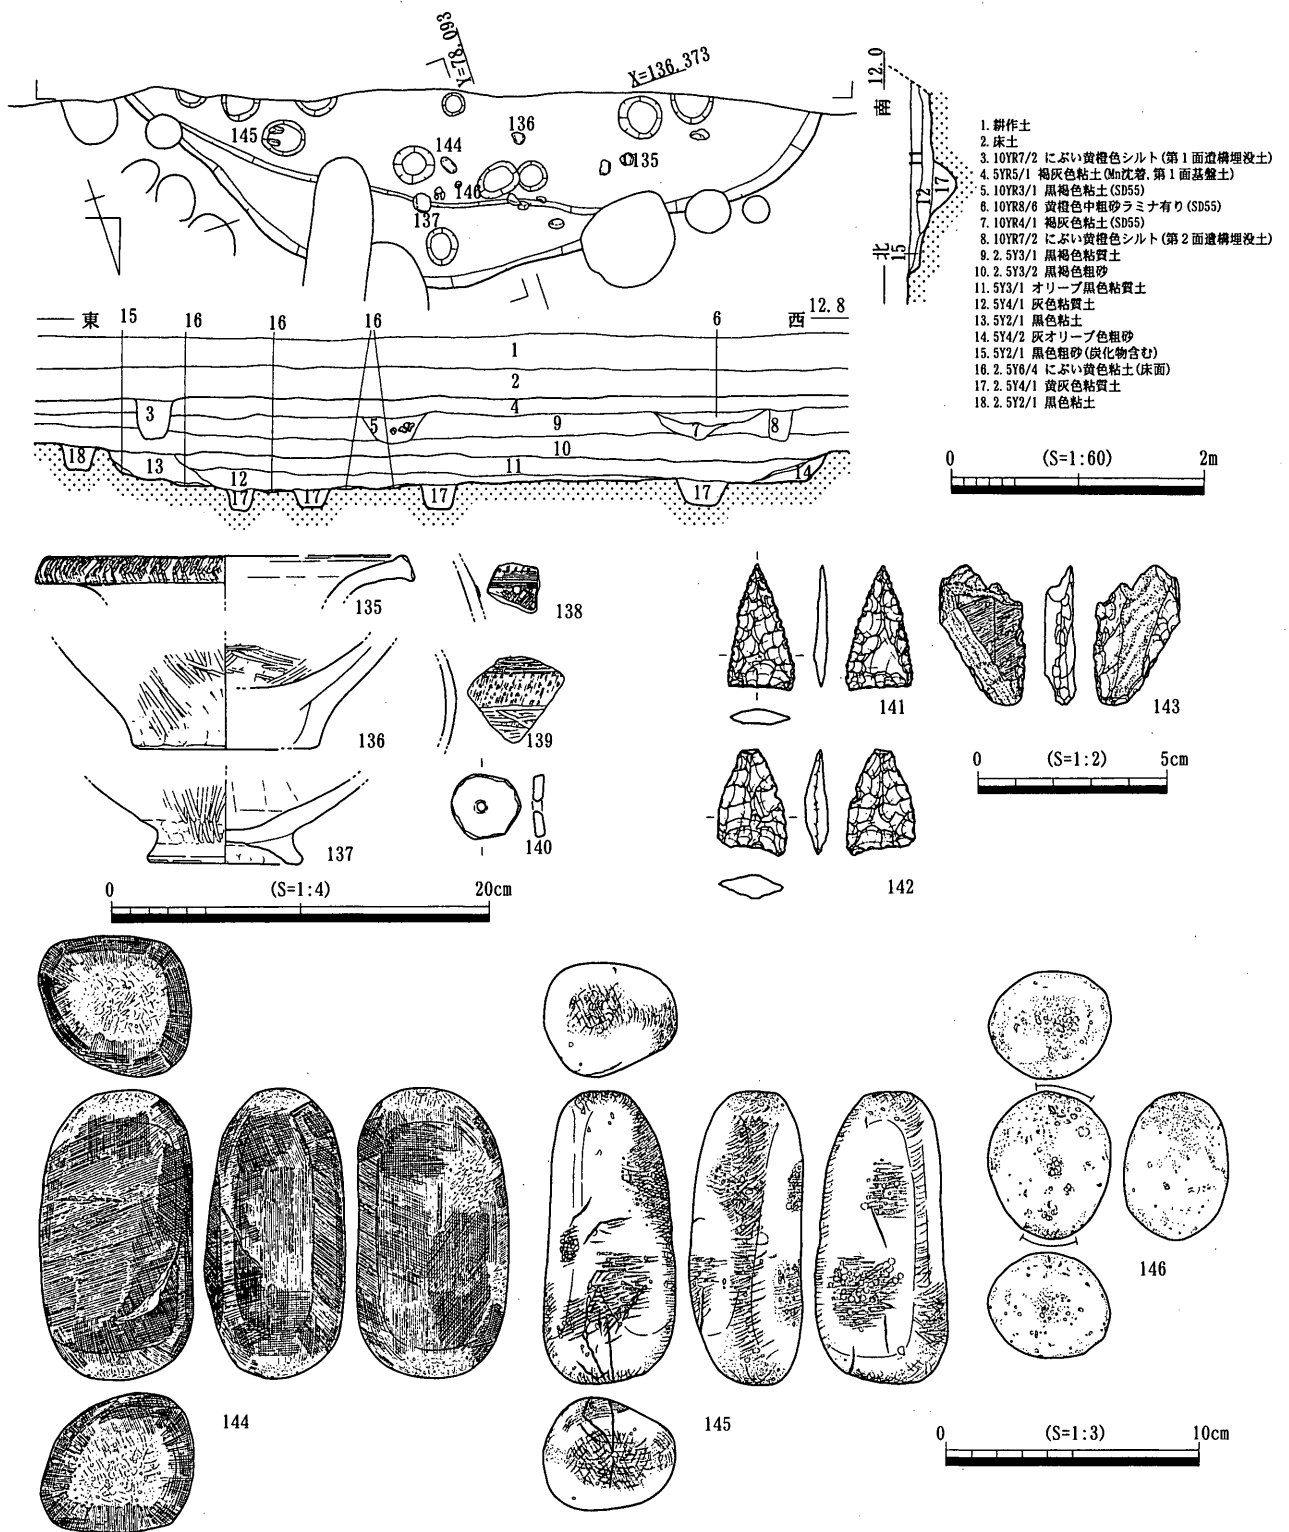 Y=78.093
X=136.373
145
144
136
135
146
137
南 12.0
11
12
17
15
北
1. 耕作土
2. 床土
3. 10YR7/2 にぶい黄橙色シルト(第1面遺構埋没土)
4. 5YR5/1 褐灰色粘土(Mn沈着,第1面基盤土)
5. 10YR3/1 黒褐色粘土(SD55)
6. 10YR8/6 黄橙色中粗砂ラミナ有り(SD55)
7. 10YR4/1 褐灰色粘土(SD55)
8. 10YR7/2 にぶい黄橙色シルト(第2面遺構埋没土)
9. 2.5Y3/1 黒褐色粘質土
10. 2.5Y3/2 黒褐色粗砂
11. 5Y3/1 オリーブ黒色粘質土
12. 5Y4/1 灰色粘質土
13. 5Y2/1 黒色粘土
14. 5Y4/2 灰オリーブ色粗砂
15. 5Y2/1 黒色粗砂(炭化物含む)
16. 2.5Y6/4 にぶい黄色粘土(床面)
17. 2.5Y4/1 黄灰色粘質土
18. 2.5Y2/1 黒色粘土
東 15 16 16 16 6 西 12.8
1
2
3
4
5
9
7
8
10
18
13
12
11
14
17 17 17 17
0 (S=1:60) 2m
135
138
136
139
137
140
0 (S=1:4) 20cm
141
143
142
0 (S=1:2) 5cm
144
145
146
0 (S=1:3) 10cm